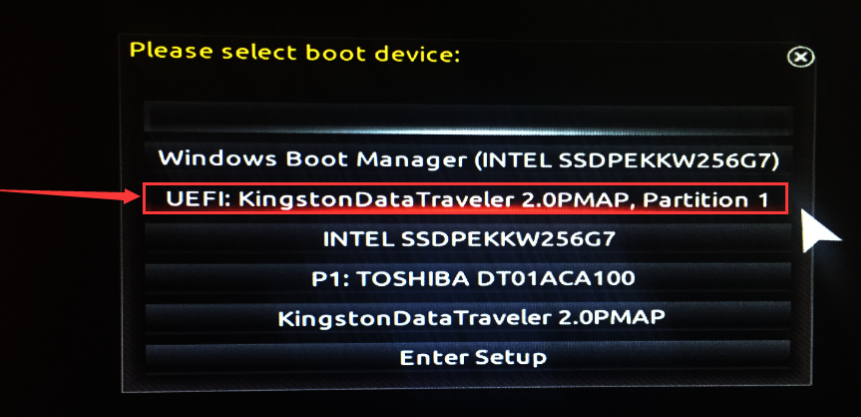 Please select boot device:
Windows Boot Manager (INTEL SSDPEKKW256G7)
UEFI: KingstonDataTraveler 2.0PMAP, Partition 1
INTEL SSDPEKKW256G7
P1: TOSHIBA DT01ACA100
KingstonDataTraveler 2.0PMAP
Enter Setup